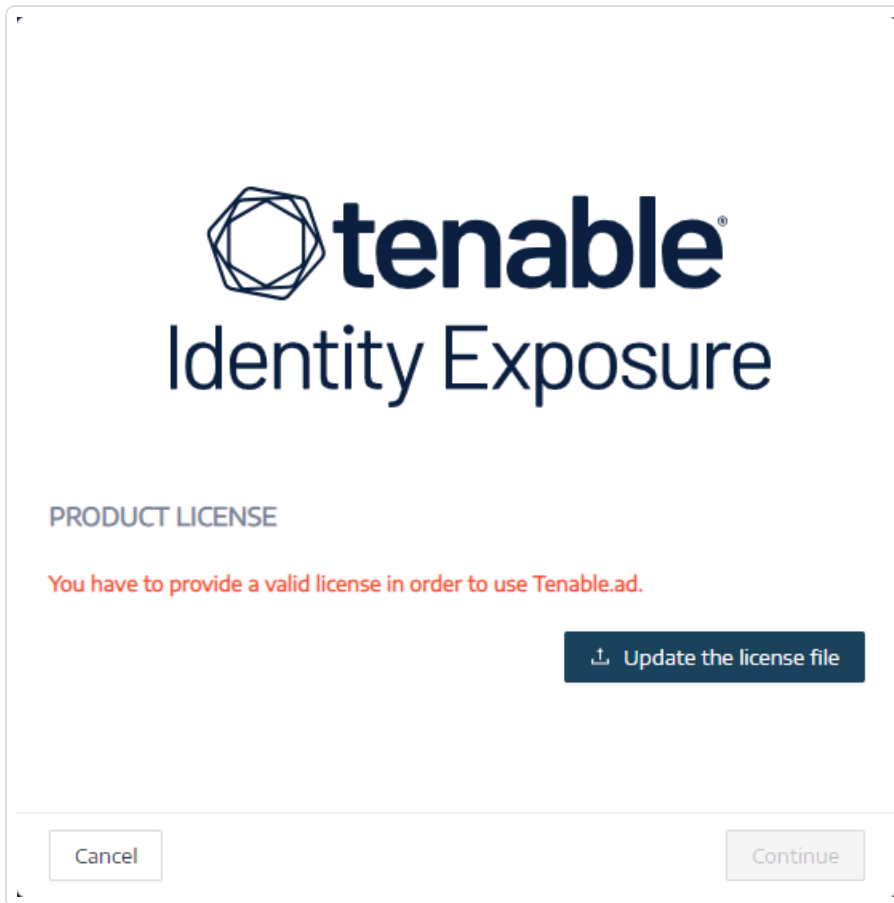 tenable®
Identity Exposure
PRODUCT LICENSE
You have to provide a valid license in order to use Tenable.ad.
Update the license file
Cancel
Continue